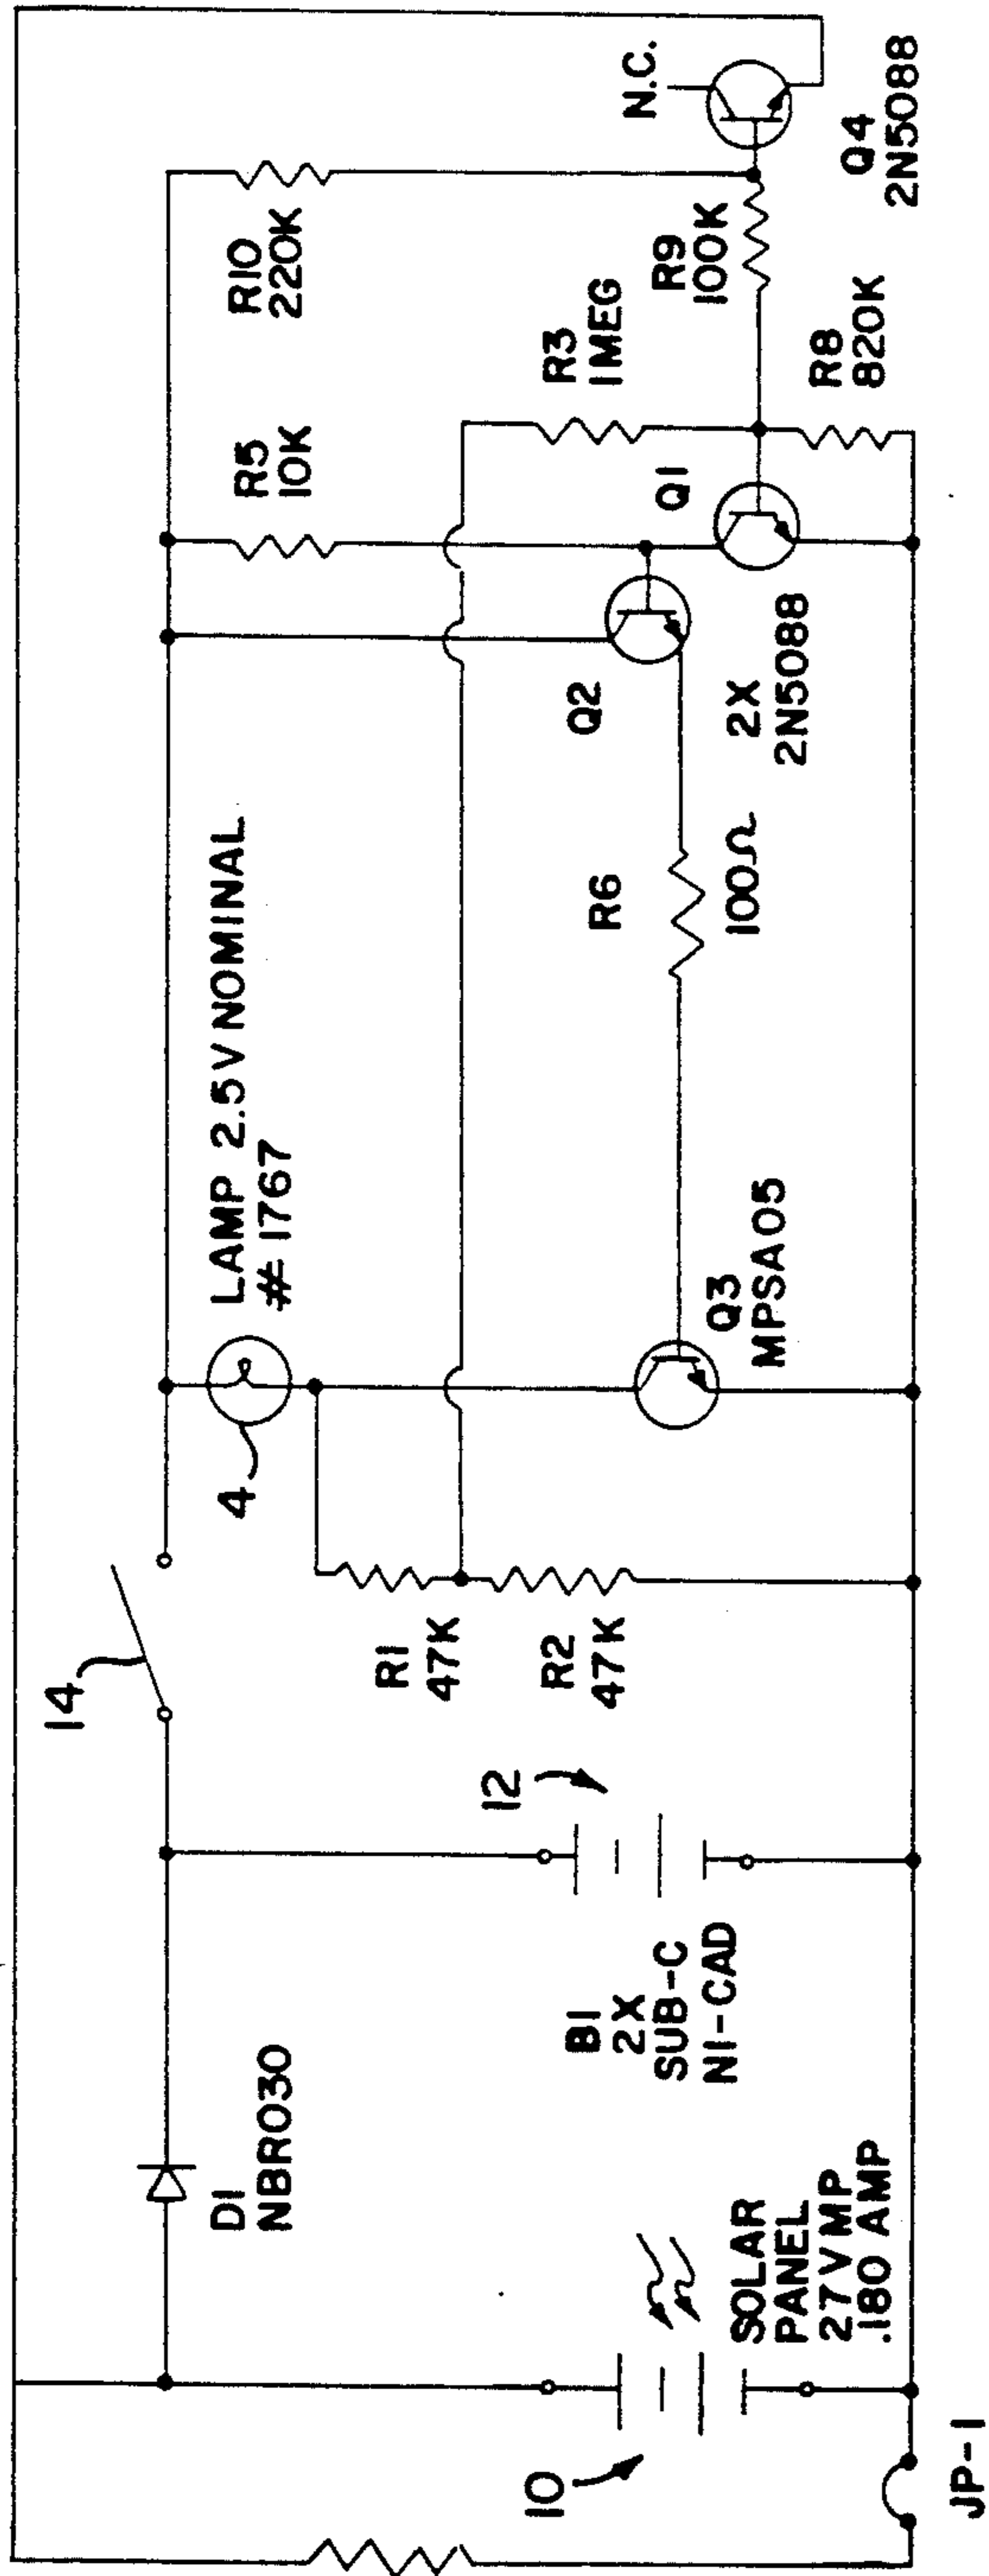 LAMP 2.5V NOMINAL
# 1767
4
14
D1
NBR030
R5
10K
R10
220K
N.C.
Q4
2N5088
R9
100K
R3
1MEG
R8
820K
Q1
Q2
2X
2N5088
R6
100Ω
Q3
MPSA05
R1
47K
R2
47K
12
B1
2X
SUB-C
NI-CAD
10
SOLAR
PANEL
27VMP
.180 AMP
JP-1